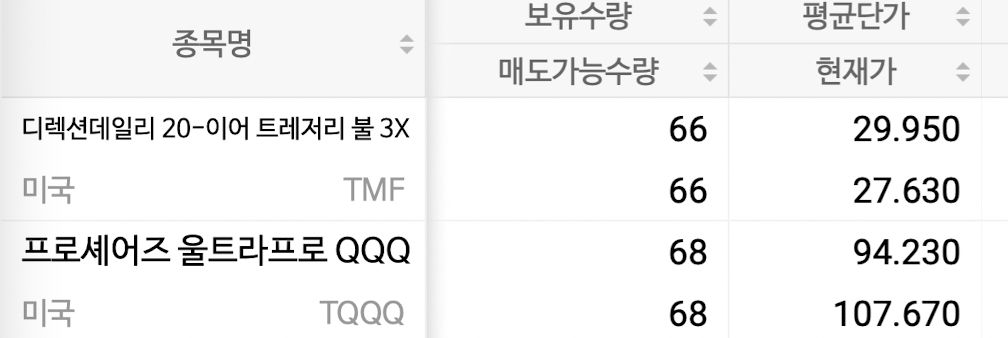 종목명
보유수량
평균단가
매도가능수량
현재가
디렉션데일리 20-이어 트레저리 불 3X
66
29.950
미국
TMF
66
27.630
프로셰어즈 울트라프로 QQQ
68
94.230
미국
TQQQ
68
107.670